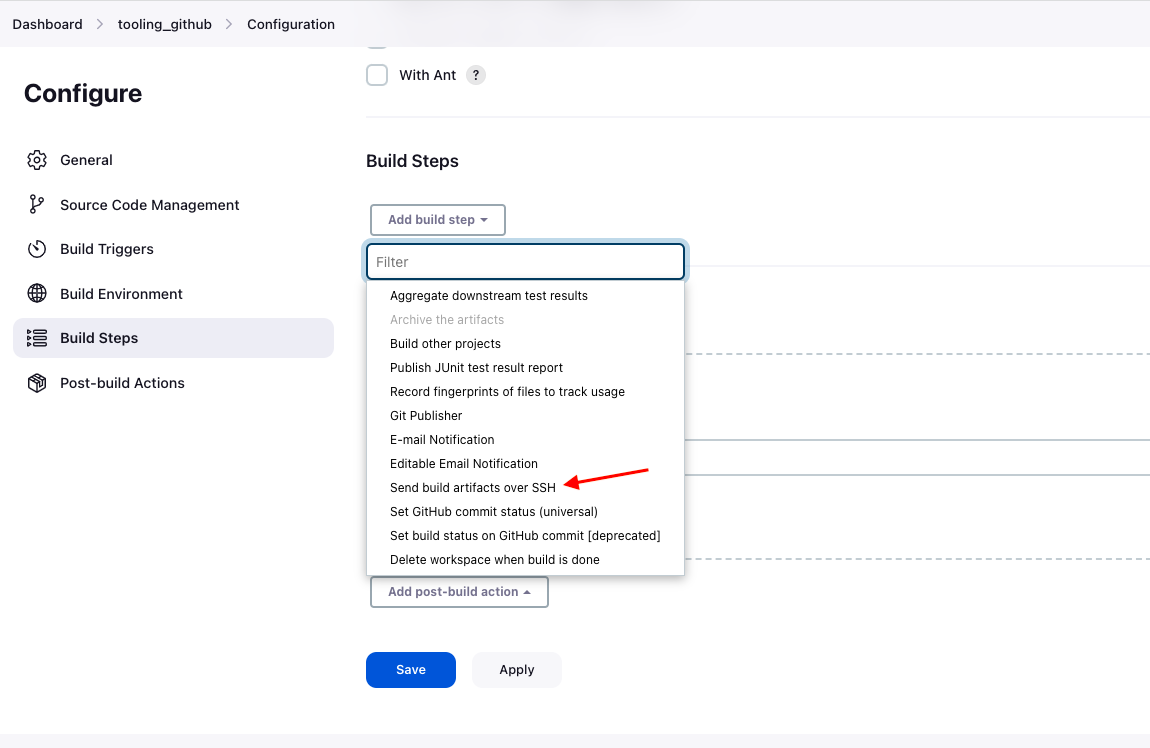 Dashboard > tooling_github > Configuration
Configure
General
Source Code Management
Build Triggers
Build Environment
Build Steps
Post-build Actions
With Ant ?
Build Steps
Add build step
Filter
Aggregate downstream test results
Archive the artifacts
Build other projects
Publish JUnit test result report
Record fingerprints of files to track usage
Git Publisher
E-mail Notification
Editable Email Notification
Send build artifacts over SSH
Set GitHub commit status (universal)
Set build status on GitHub commit [deprecated]
Delete workspace when build is done
Add post-build action
Save
Apply